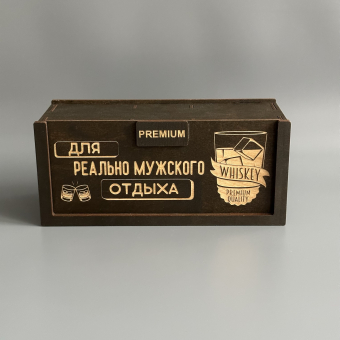 PREMIUM
ДЛЯ
РЕАЛЬНО МУЖСКОГО
ОТДЫХА
WHISKEY
PREMIUM
QUALITY